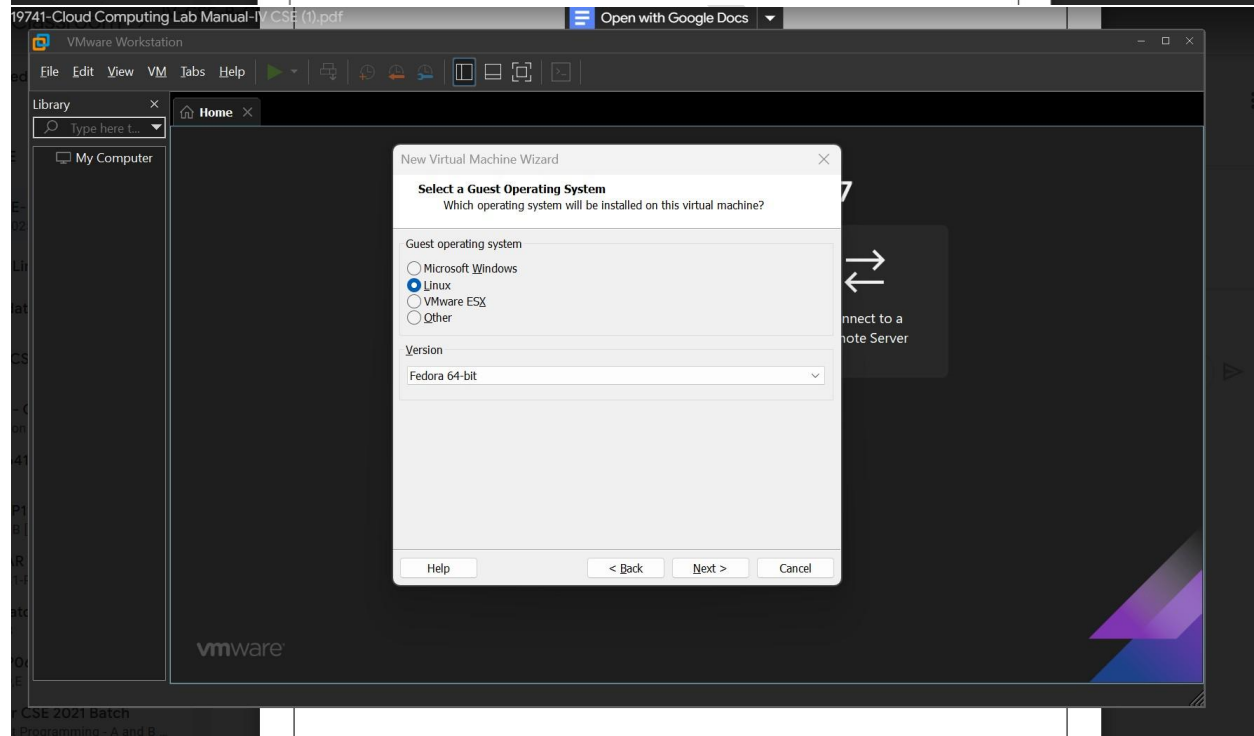 19741-Cloud Computing Lab Manual-IV CSE (1).pdf
Open with Google Docs
VMware Workstation
File Edit View VM Tabs Help
Library
Home
Type here t...
My Computer
New Virtual Machine Wizard
Select a Guest Operating System
Which operating system will be installed on this virtual machine?
7
Guest operating system
Microsoft Windows
Linux
VMware ESX
Other
nnect to a
note Server
Version
Fedora 64-bit
Help < Back Next > Cancel
vmware
r CSE 2021 Batch
Programming - A and B